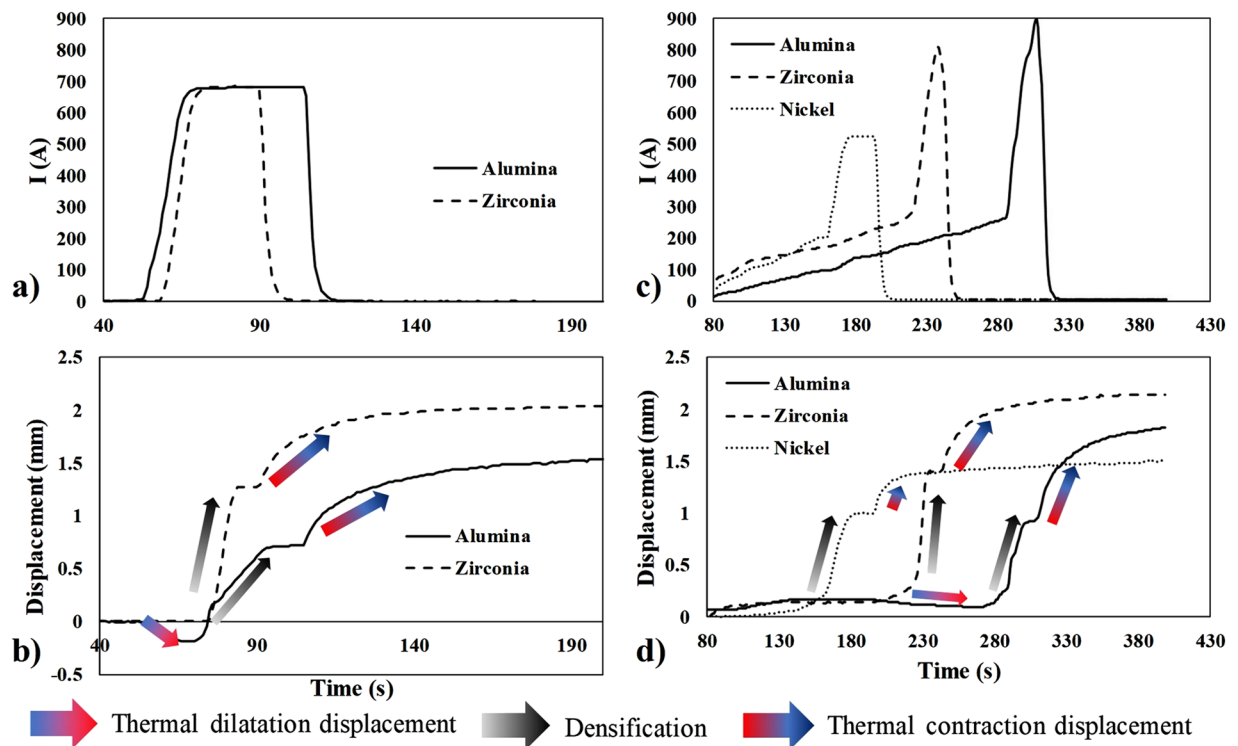 900
800
700
600
500
400
300
200
100
0
I (A)
Alumina
Zirconia
a)
40
90
140
190
900
800
700
600
500
400
300
200
100
0
I (A)
Alumina
Zirconia
Nickel
c)
80
130
180
230
280
330
380
430
2.5
2
1.5
1
0.5
0
-0.5
Displacement (mm)
Alumina
Zirconia
b)
40
90
140
190
Time (s)
2.5
2
1.5
1
0.5
0
Displacement (mm)
Alumina
Zirconia
Nickel
d)
80
130
180
230
280
330
380
430
Time (s)
Thermal dilatation displacement
Densification
Thermal contraction displacement